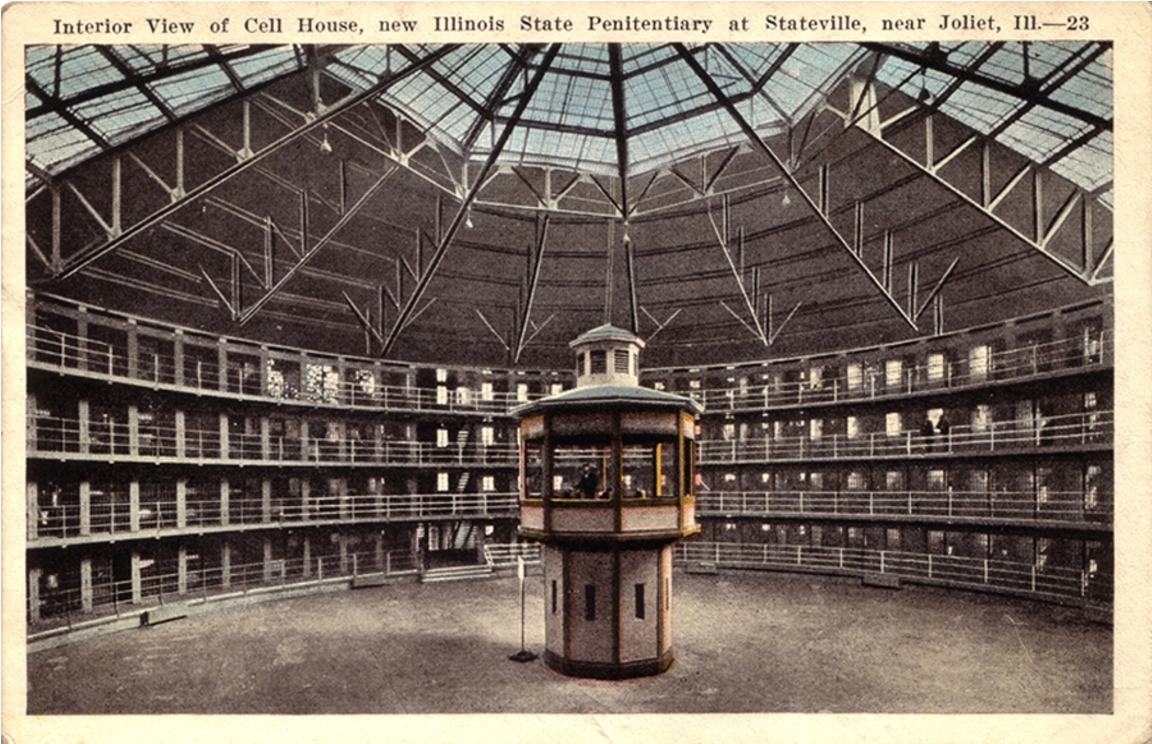 Interior View of Cell House, new Illinois State Penitentiary at Stateville, near Joliet, Ill.—23